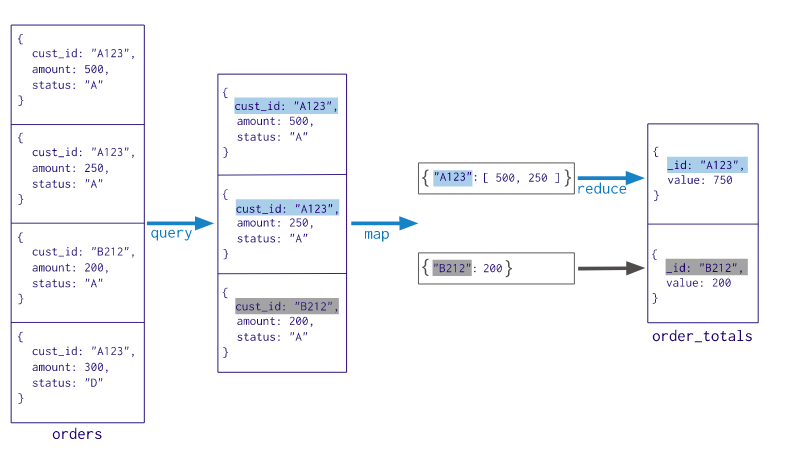 {
cust_id: "A123",
amount: 500,
status: "A"
}
{
cust_id: "A123",
amount: 250,
status: "A"
}
{
cust_id: "B212",
amount: 200,
status: "A"
}
{
cust_id: "A123",
amount: 300,
status: "D"
}
orders
query
{
cust_id: "A123",
amount: 500,
status: "A"
}
{
cust_id: "A123",
amount: 250,
status: "A"
}
{
cust_id: "B212",
amount: 200,
status: "A"
}
map
{"A123": [ 500, 250 ]}
{"B212": 200}
reduce
{
_id: "A123",
value: 750
}
{
_id: "B212",
value: 200
}
order_totals